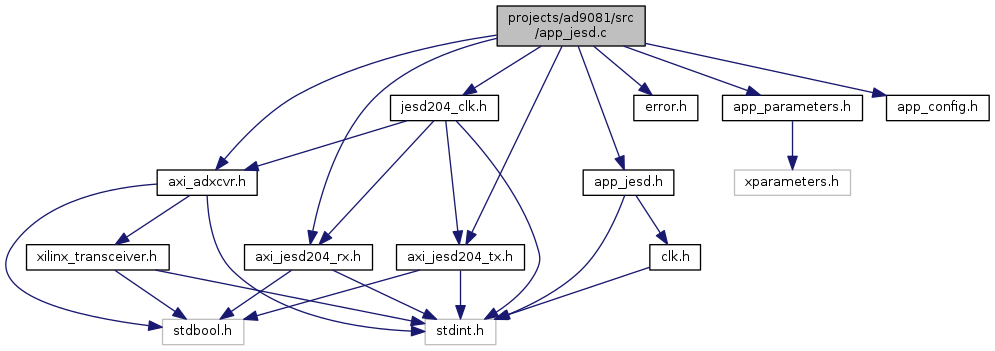 projects/ad9081/src
/app_jesd.c
jesd204_clk.h
error.h
app_parameters.h
app_config.h
axi_adxcvr.h
app_jesd.h
xparameters.h
xilinx_transceiver.h
axi_jesd204_rx.h
axi_jesd204_tx.h
clk.h
stdbool.h
stdint.h